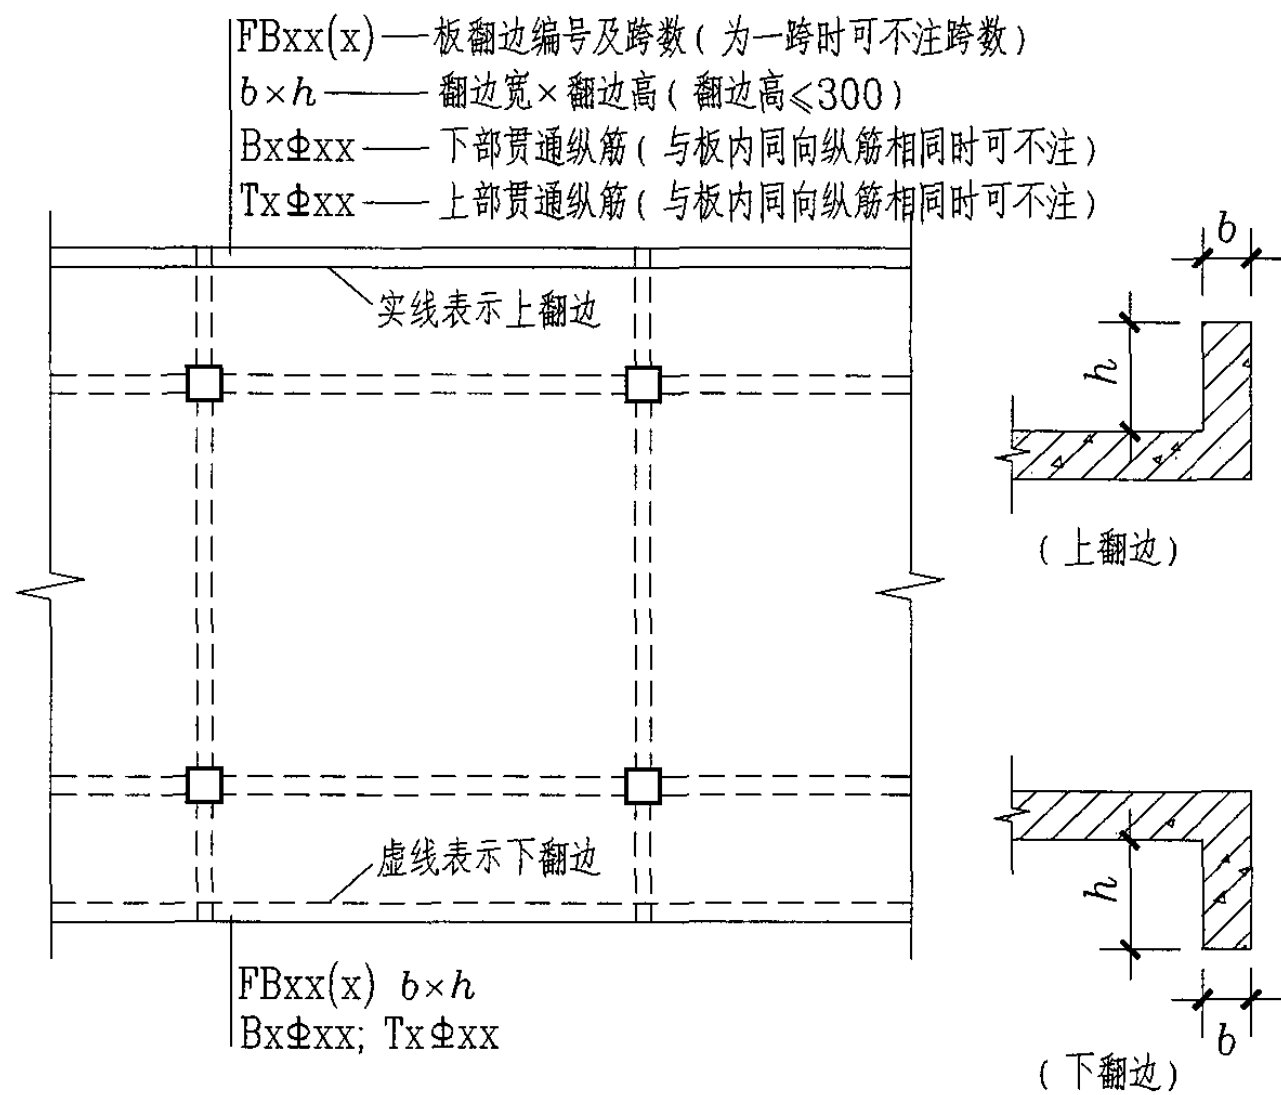 FBxx(x)——板翻边编号及跨数(为一跨时可不注跨数)
b×h——翻边宽×翻边高(翻边高≤300)
BxΦxx——下部贯通纵筋(与板内同向纵筋相同时可不注)
TxΦxx——上部贯通纵筋(与板内同向纵筋相同时可不注)
实线表示上翻边
b
h
(上翻边)
虚线表示下翻边
h
b
(下翻边)
FBxx(x) b×h
BxΦxx; TxΦxx